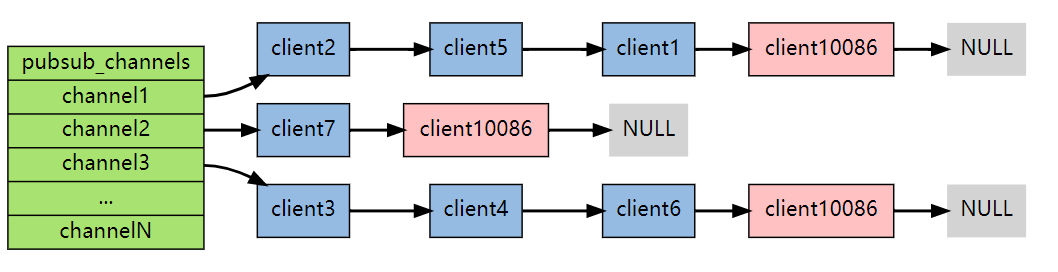 pubsub_channels
channel1
channel2
channel3
...
channelN
client2 client5 client1 client10086 NULL
client7 client10086 NULL
client3 client4 client6 client10086 NULL